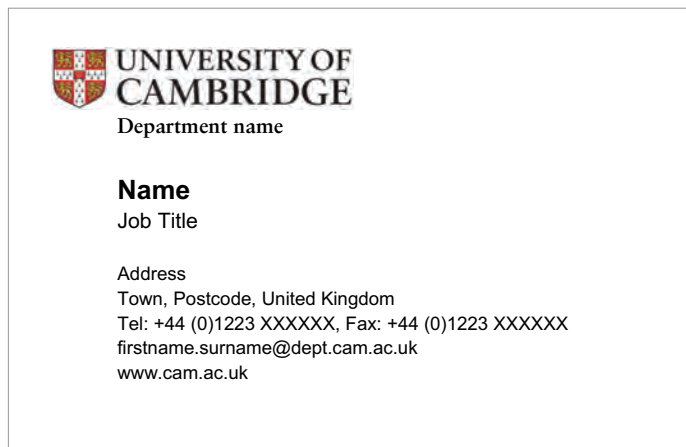 UNIVERSITY OF
CAMBRIDGE
Department name
Name
Job Title
Address
Town, Postcode, United Kingdom
Tel: +44 (0)1223 XXXXXX, Fax: +44 (0)1223 XXXXXX
firstname.surname@dept.cam.ac.uk
www.cam.ac.uk